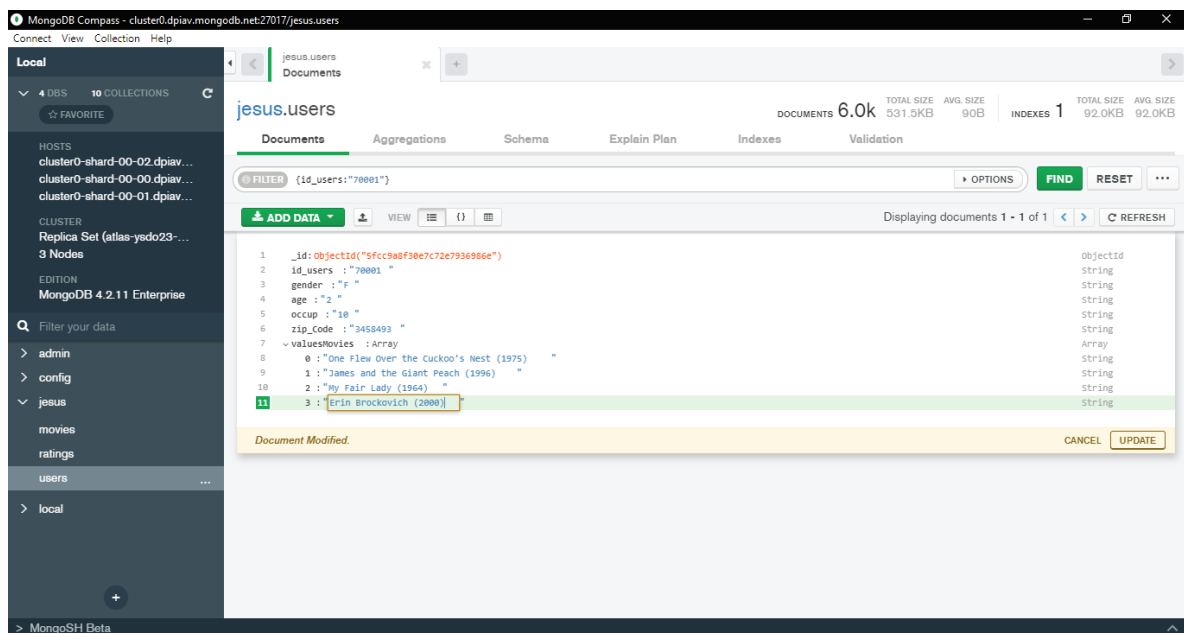 MongoDB Compass - cluster0.dpiav.mongodb.net:27017/jesus.users
Connect View Collection Help
Local
4 DBS 10 COLLECTIONS
FAVORITE
HOSTS
cluster0-shard-00-02.dpiav...
cluster0-shard-00-00.dpiav...
cluster0-shard-00-01.dpiav...
CLUSTER
Replica Set (atlas-ysdo23-...
3 Nodes
EDITION
MongoDB 4.2.11 Enterprise
Filter your data
admin
config
jesus
movies
ratings
users ...
local
> MongoSH Beta
jesus.users
Documents
jesus.users
DOCUMENTS 6.0k TOTAL SIZE 531.5KB AVG. SIZE 90B INDEXES 1 TOTAL SIZE 92.0KB AVG. SIZE 92.0KB
Documents Aggregations Schema Explain Plan Indexes Validation
FILTER {id_users:"70001"} OPTIONS FIND RESET ...
ADD DATA VIEW {} Displaying documents 1 - 1 of 1 < > REFRESH
1 _id:ObjectId("5fcc9a8f30e7c72e7936986e") ObjectId
2 id_users :"70001 " String
3 gender :"F " String
4 age :"2 " String
5 occup :"10 " String
6 zip_Code :"3458493 " String
7 valuesMovies :Array Array
8 0 :"One Flew Over the Cuckoo's Nest (1975) " String
9 1 :"James and the Giant Peach (1996) " String
10 2 :"My Fair Lady (1964) " String
11 3 :"Erin Brockovich (2000) " String
Document Modified. CANCEL UPDATE